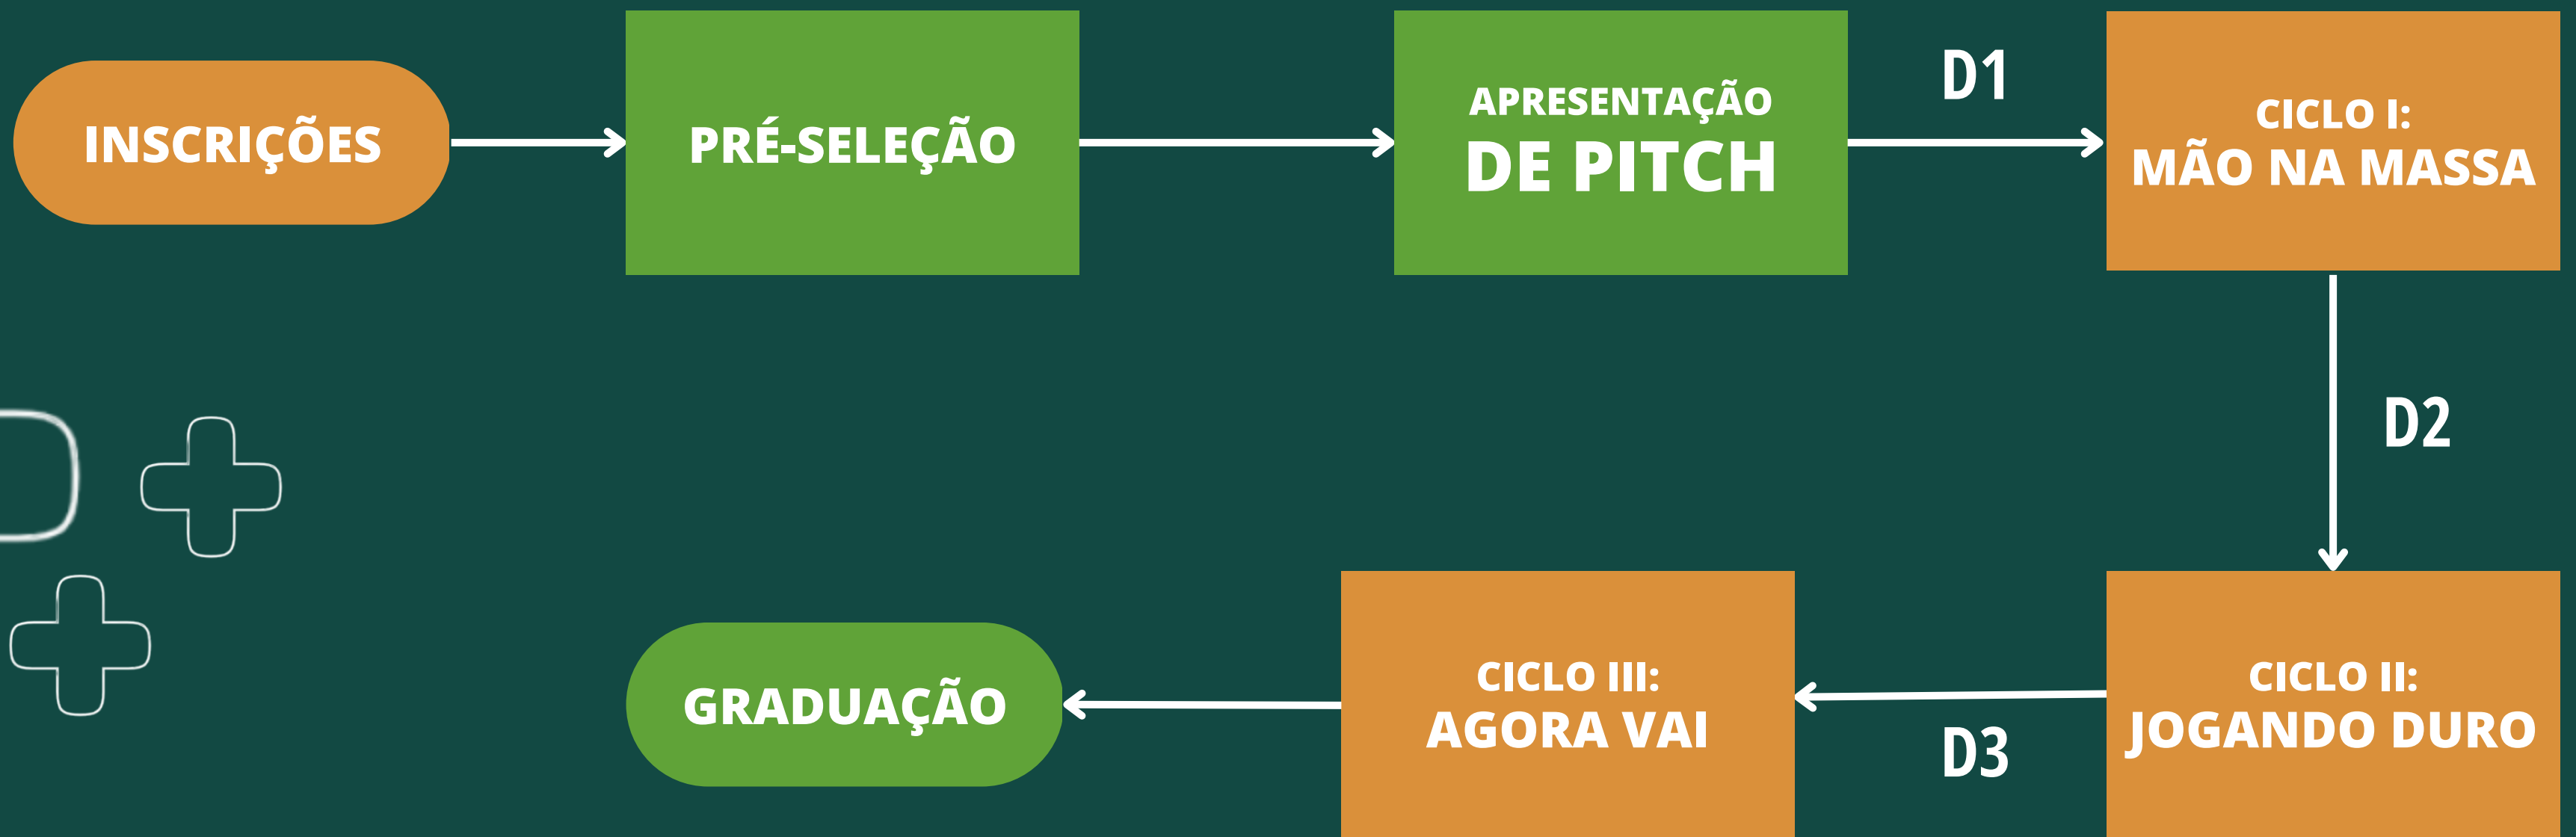 INSCRIÇÕES
PRÉ-SELEÇÃO
APRESENTAÇÃO
DE PITCH
D1
CICLO I:
MÃO NA MASSA
D2
CICLO II:
JOGANDO DURO
D3
CICLO III:
AGORA VAI
GRADUAÇÃO